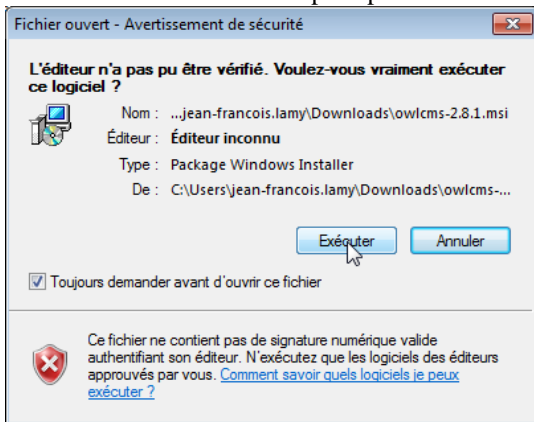 Fichier ouvert - Avertissement de sécurité
L'éditeur n'a pas pu être vérifié. Voulez-vous vraiment exécuter
ce logiciel ?
Nom : ...jean-francois.lamy\Downloads\owlcms-2.8.1.msi
Éditeur : Éditeur inconnu
Type : Package Windows Installer
De : C:\Users\jean-francois.lamy\Downloads\owlcms-...
Exécuter Annuler
Toujours demander avant d'ouvrir ce fichier
Ce fichier ne contient pas de signature numérique valide
authentifiant son éditeur. N'exécutez que les logiciels des éditeurs
approuvés par vous. Comment savoir quels logiciels je peux
exécuter ?